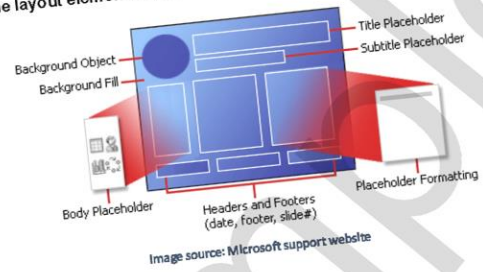 e layout elem
Title Placeholder
Background Object
Subtitle Placeholder
Background Fill
Body Placeholder
Headers and Footers
(date, footer, slide#)
Placeholder Formatting
Image source: Microsoft support website